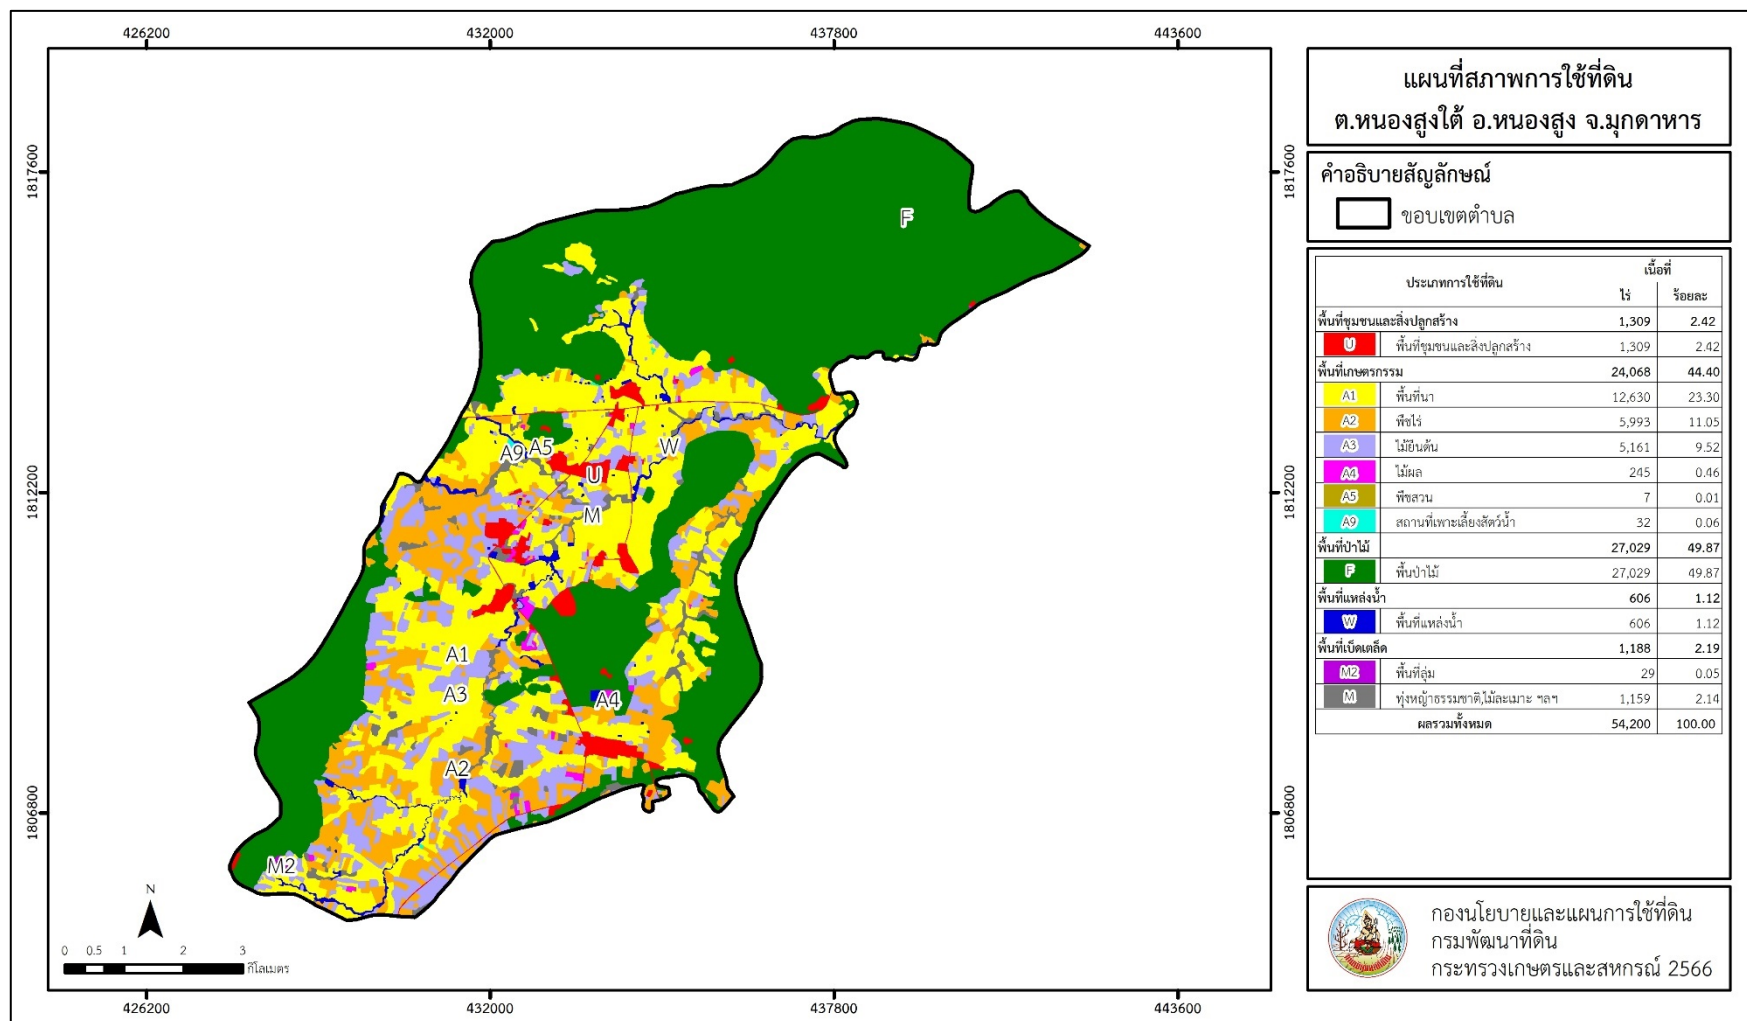 426200 432000 437800 443600
1817600 1817600
1812200 1812200
1806800 1806800
F
A9 A5 W
U
M
A1
A3
A4
A2
M2
N
0 0.5 1 2 3
กิโลเมตร
426200 432000 437800 443600
แผนที่สภาพการใช้ที่ดิน
ต.หนองสูงใต้ อ.หนองสูง จ.มุกดาหาร
คำอธิบายสัญลักษณ์
ขอบเขตตำบล
ประเภทการใช้ที่ดิน เนื้อที่
ไร่ ร้อยละ
พื้นที่ชุมชนและสิ่งปลูกสร้าง 1,309 2.42
U พื้นที่ชุมชนและสิ่งปลูกสร้าง 1,309 2.42
พื้นที่เกษตรกรรม 24,068 44.40
A1 พื้นที่นา 12,630 23.30
A2 พืชไร่ 5,993 11.05
A3 ไม้ยืนต้น 5,161 9.52
A4 ไม้ผล 245 0.46
A5 พืชสวน 7 0.01
A9 สถานที่เพาะเลี้ยงสัตว์น้ำ 32 0.06
พื้นที่ป่าไม้ 27,029 49.87
F พื้นป่าไม้ 27,029 49.87
พื้นที่แหล่งน้ำ 606 1.12
W พื้นที่แหล่งน้ำ 606 1.12
พื้นที่เบ็ดเตล็ด 1,188 2.19
M2 พื้นที่ลุ่ม 29 0.05
M ทุ่งหญ้าธรรมชาติ,ไม้ละเมาะ ฯลฯ 1,159 2.14
ผลรวมทั้งหมด 54,200 100.00
กองนโยบายและแผนการใช้ที่ดิน
กรมพัฒนาที่ดิน
กระทรวงเกษตรและสหกรณ์ 2566